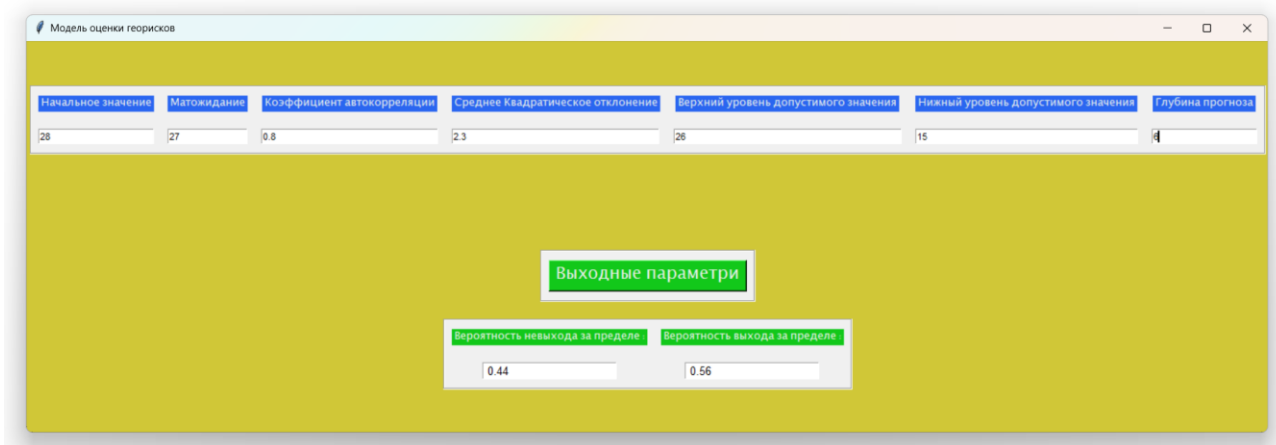 Модель оценки георисков
Начальное значение Матожидание Коэффициент автокорреляции Среднее Квадратическое отклонение Верхний уровень допустимого значения Нижный уровень допустимого значения Глубина прогноза
28 27 0.8 2.3 26 15 6
Выходные параметри
Вероятность невыхода за пределе : Вероятность выхода за пределе :
0.44 0.56